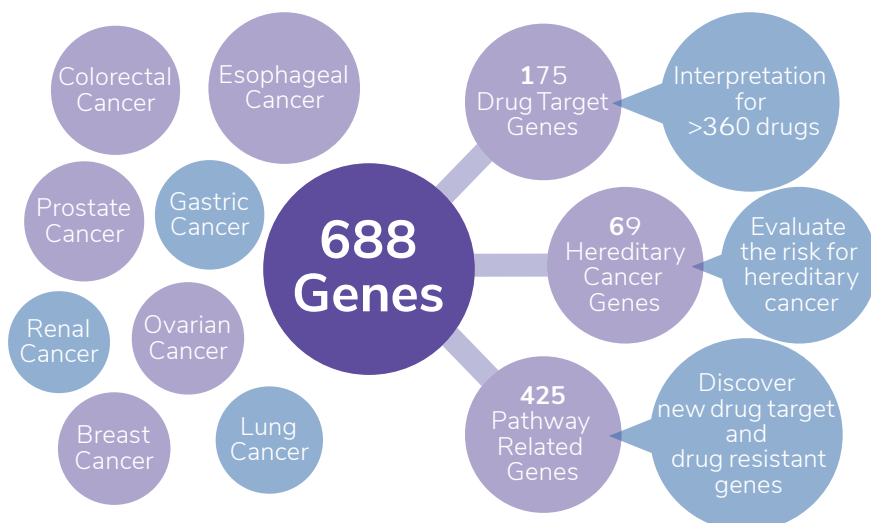 Colorectal
Cancer
Esophageal
Cancer
Prostate
Cancer
Gastric
Cancer
Renal
Cancer
Ovarian
Cancer
Breast
Cancer
Lung
Cancer
688
Genes
175
Drug Target
Genes
Interpretation
for
>360 drugs
69
Hereditary
Cancer
Genes
Evaluate
the risk for
hereditary
cancer
425
Pathway
Related
Genes
Discover
new drug target
and
drug resistant
genes